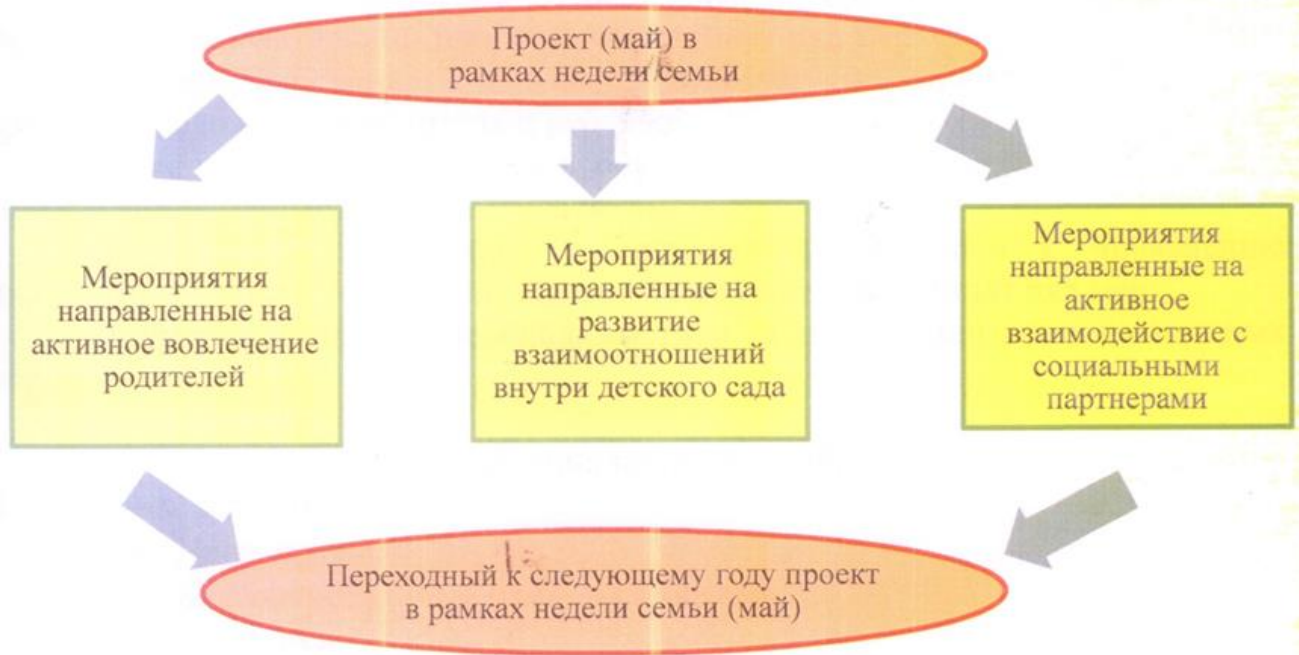 Проект (май) в
рамках недели семьи
Мероприятия
направленные на
активное вовлечение
родителей
Мероприятия
направленные на
развитие
взаимоотношений
внутри детского сада
Мероприятия
направленные на
активное
взаимодействие с
социальными
партнерами
Переходный к следующему году проект
в рамках недели семьи (май)